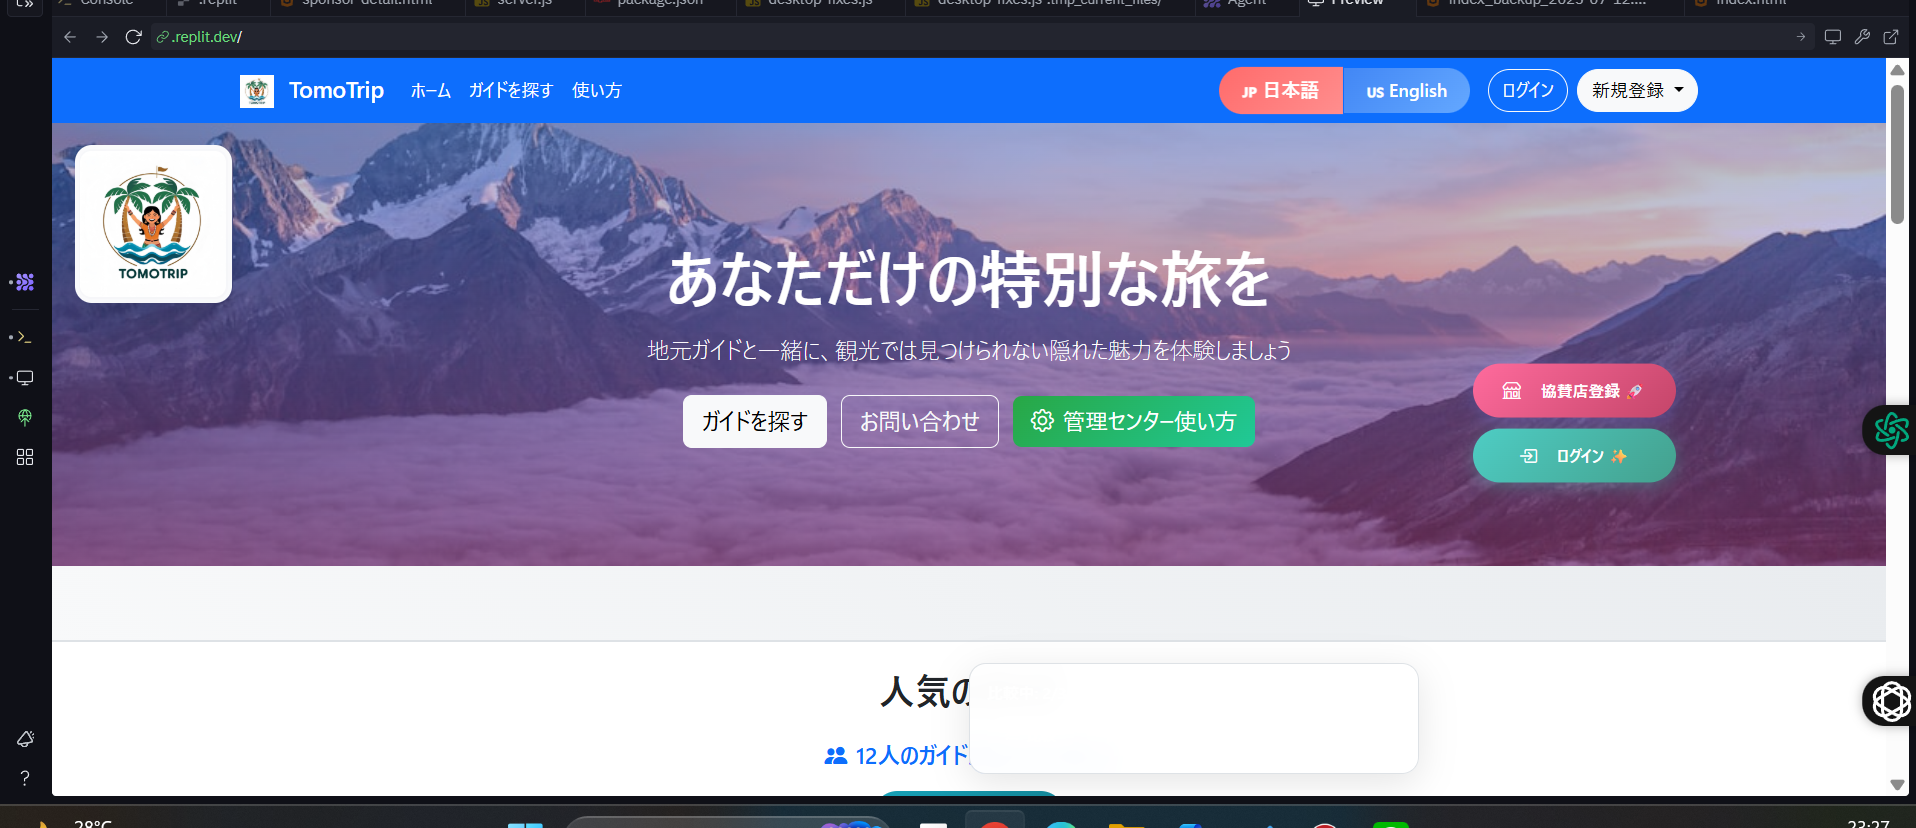 Console
.replit
sponsor-detail.html
server.js
package.json
desktop-fixes.js
desktop-fixes.js .tmp_current_files/
Agent
Preview
index_backup_2025-07-12....
index.html
.replit.dev/
TomoTrip ホーム ガイドを探す 使い方
JP 日本語
US English
ログイン
新規登録
TOMOTRIP
あなただけの特別な旅を
地元ガイドと一緒に、観光では見つけられない隠れた魅力を体験しましょう
ガイドを探す
お問い合わせ
管理センター使い方
協賛店登録 🚀
ログイン ✨
人気の
12人のガイド
?
28°C
23:27